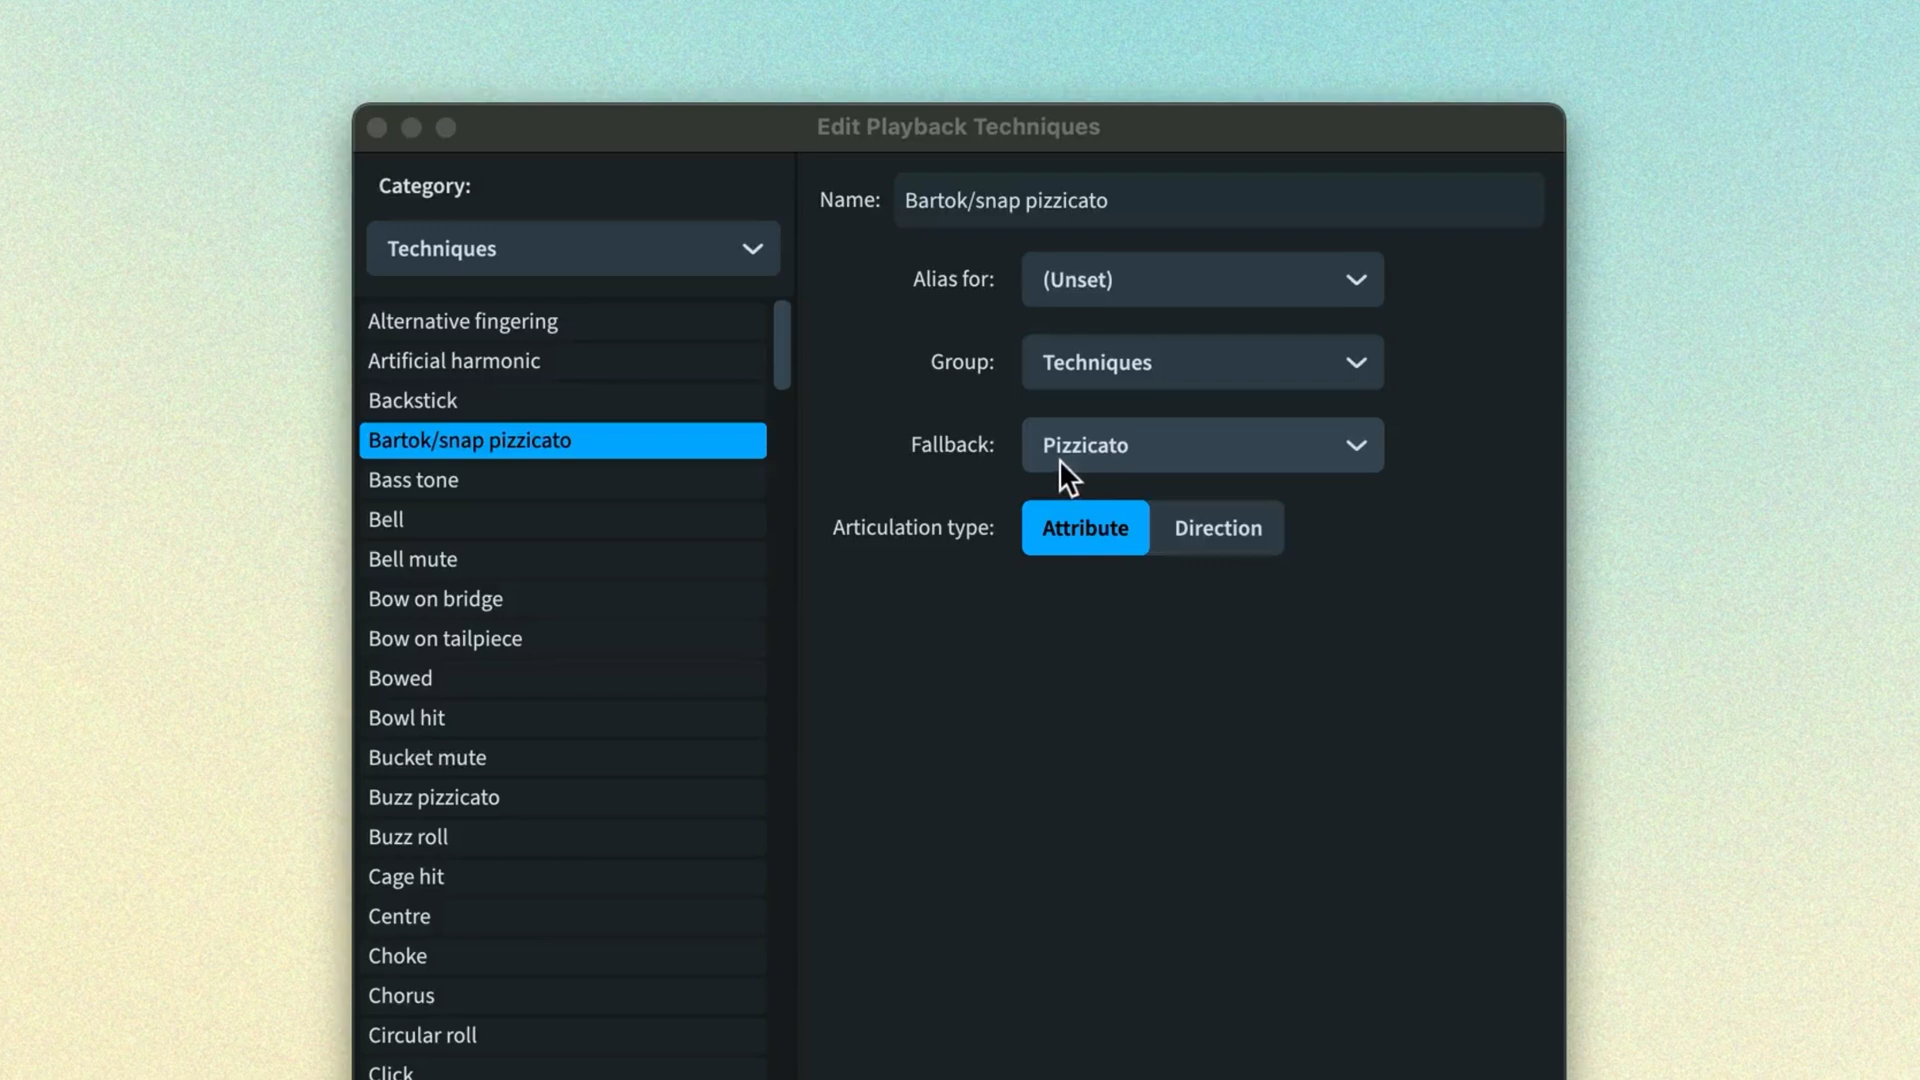 Edit Playback Techniques
Category:
Techniques
Alternative fingering
Artificial harmonic
Backstick
Bartok/snap pizzicato
Bass tone
Bell
Bell mute
Bow on bridge
Bow on tailpiece
Bowed
Bowl hit
Bucket mute
Buzz pizzicato
Buzz roll
Cage hit
Centre
Choke
Chorus
Circular roll
Click
Name: Bartok/snap pizzicato
Alias for: (Unset)
Group: Techniques
Fallback: Pizzicato
Articulation type: Attribute Direction